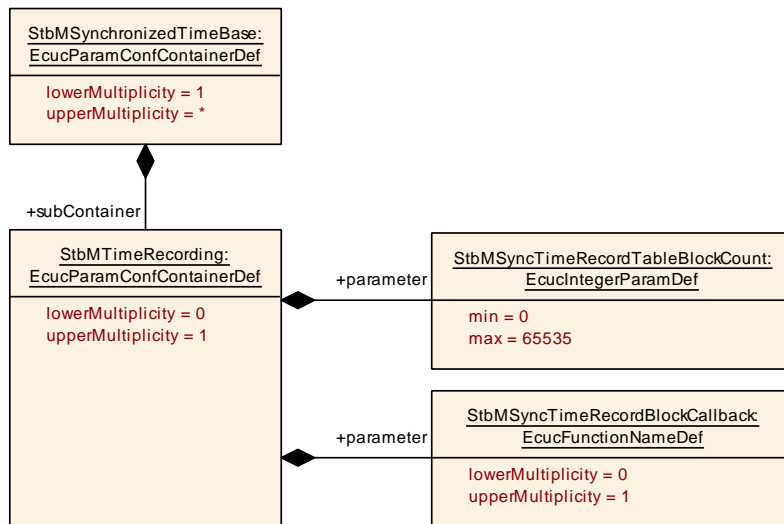 StbMSynchronizedTimeBase:
EcucParamConfContainerDef
lowerMultiplicity = 1
upperMultiplicity = *
+subContainer
StbMTimeRecording:
EcucParamConfContainerDef
lowerMultiplicity = 0
upperMultiplicity = 1
+parameter
StbMSyncTimeRecordTableBlockCount:
EcucIntegerParamDef
min = 0
max = 65535
+parameter
StbMSyncTimeRecordBlockCallback:
EcucFunctionNameDef
lowerMultiplicity = 0
upperMultiplicity = 1